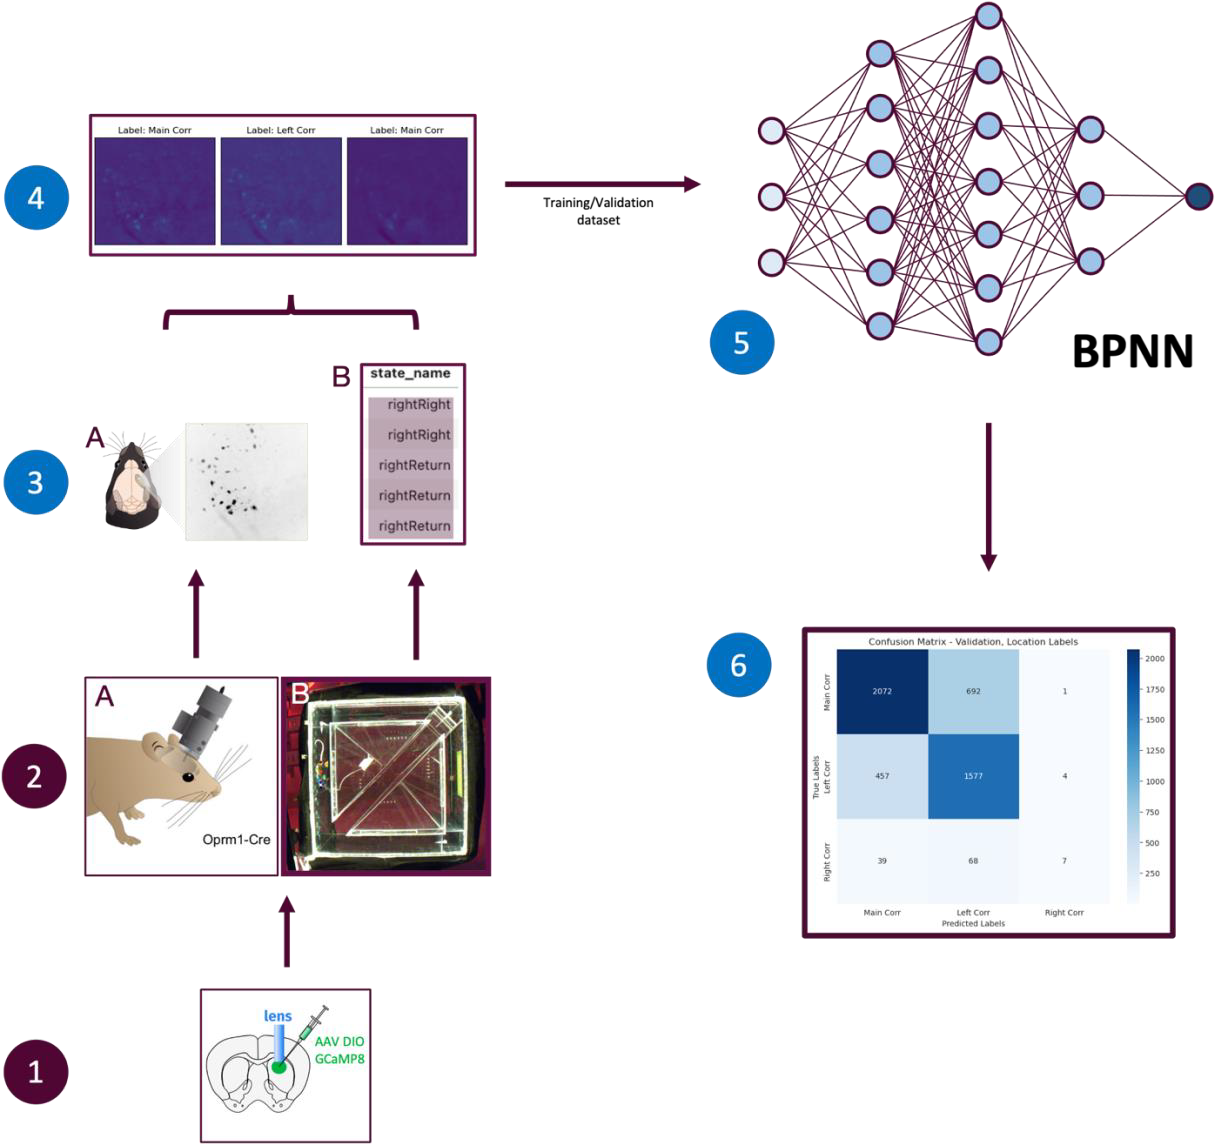 4
Label: Main Corr
Label: Left Corr
Label: Main Corr
Training/Validation
dataset
5
BPNN
3
A
B
state_name
rightRight
rightRight
rightReturn
rightReturn
rightReturn
2
A
Oprm1-Cre
B
1
lens
AAV DIO
GCaMP8
6
Confusion Matrix - Validation, Location Labels
True Labels
Main Corr
2072
692
1
Left Corr
457
1577
4
Right Corr
39
68
7
Main Corr
Left Corr
Right Corr
Predicted Labels
2000
1750
1500
1250
1000
750
500
250